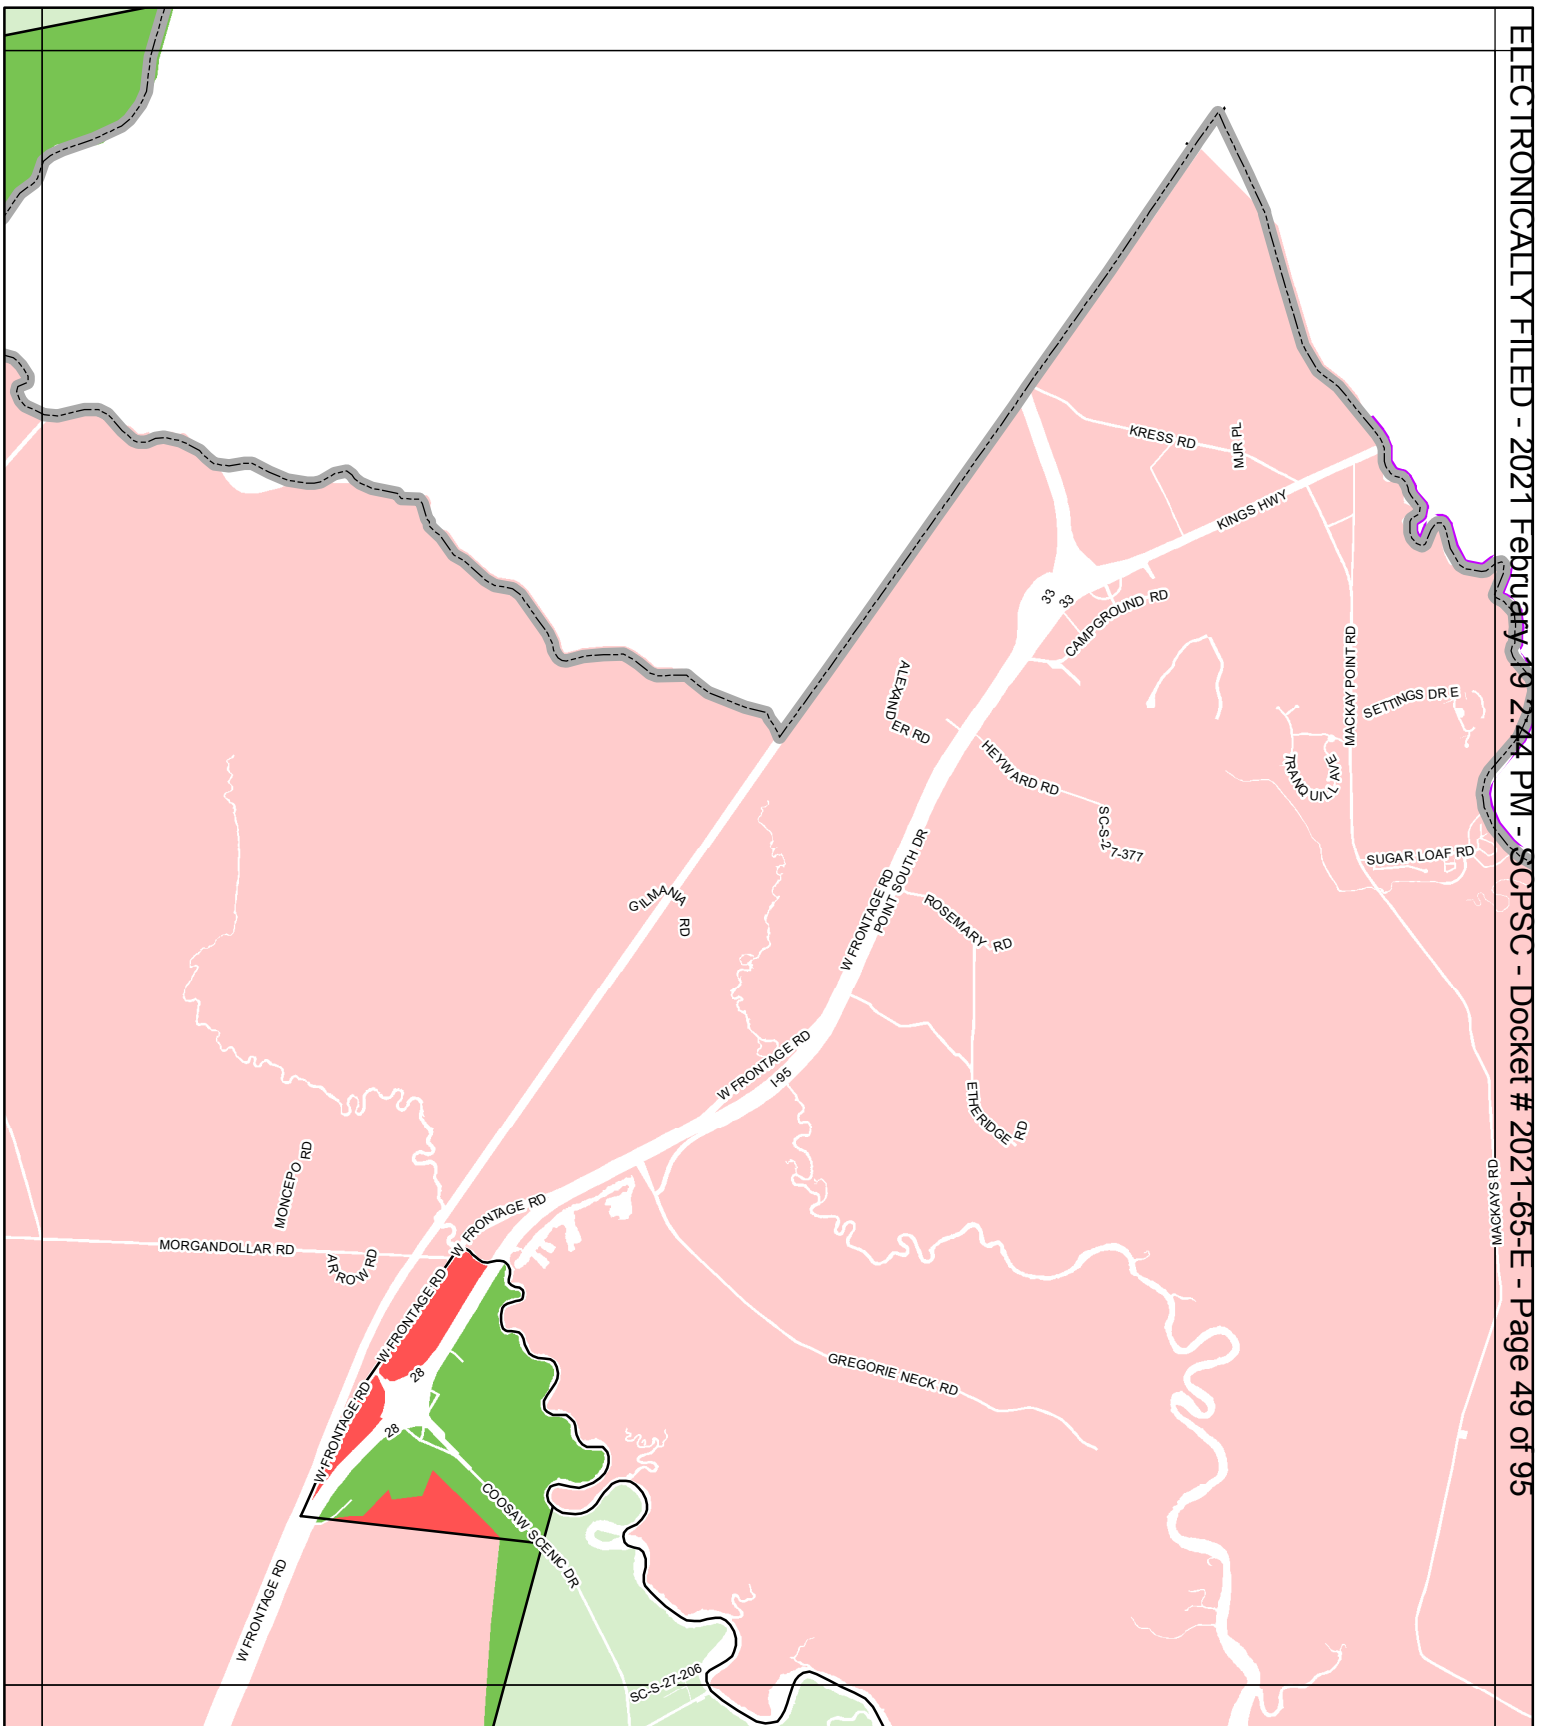 ELECTRONICALLY FILED - 2021 February 19 2:44 PM - SCPSC - Docket # 2021-65-E - Page 49 of 95
KRESS RD
MJR PL
KINGS HWY
33
33
CAMPGROUND RD
MACKAY POINT RD
SETTINGS DR E
ALEXANDER RD
HEYWARD RD
TRANQUILL AVE
SC-S-27-377
SUGAR LOAF RD
W FRONTAGE RD
POINT SOUTH DR
GILMANIA RD
ROSEMARY RD
W FRONTAGE RD
I-95
ETHERIDGE RD
MONCEPO RD
MACKAYS RD
W FRONTAGE RD
MORGANDOLLAR RD
ARROW RD
W FRONTAGE RD
28
GREGORIE NECK RD
W FRONTAGE RD
28
COOSAW SCENIC DR
W FRONTAGE RD
SC-S-27-206